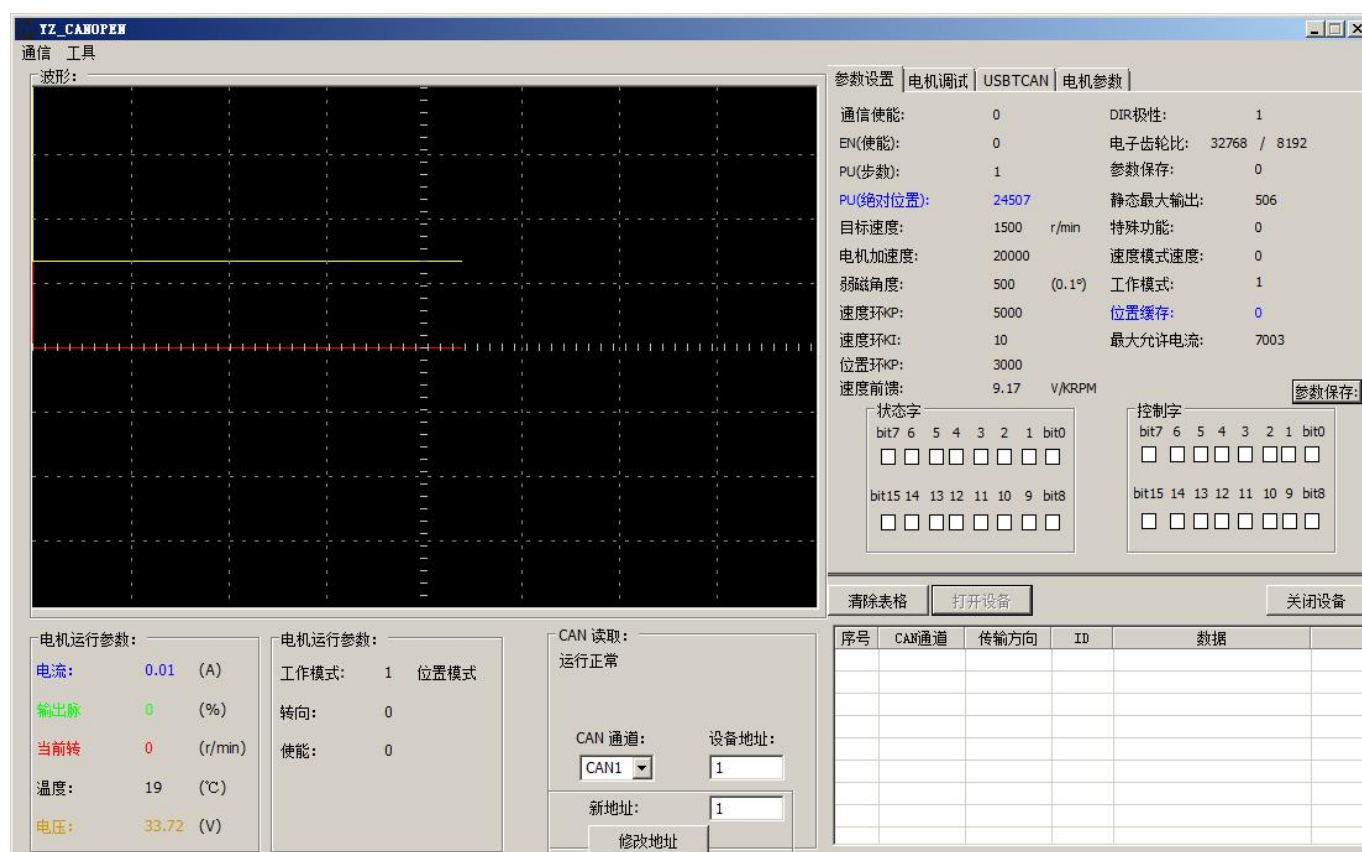 YZ_CANOPEN
通信 工具
波形:
参数设置 电机调试 USBTCAN 电机参数
通信使能: 0 DIR极性: 1
EN(使能): 0 电子齿轮比: 32768 / 8192
PU(步数): 1 参数保存: 0
PU(绝对位置): 24507 静态最大输出: 506
目标速度: 1500 r/min 特殊功能: 0
电机加速度: 20000 速度模式速度: 0
弱磁角度: 500 (0.1º) 工作模式: 1
速度环KP: 5000 位置缓存: 0
速度环KI: 10 最大允许电流: 7003
位置环KP: 3000
速度前馈: 9.17 V/KRPM 参数保存:
状态字 控制字
bit7 6 5 4 3 2 1 bit0 bit7 6 5 4 3 2 1 bit0
bit15 14 13 12 11 10 9 bit8 bit15 14 13 12 11 10 9 bit8
清除表格 打开设备 关闭设备
电机运行参数: 电机运行参数: CAN 读取:
序号 CAN通道 传输方向 ID 数据
电流: 0.01 (A) 工作模式: 1 位置模式 运行正常
输出脉 0 (%) 转向: 0
当前转 0 (r/min) 使能: 0
CAN 通道: 设备地址:
CAN1 1
温度: 19 (℃)
新地址: 1
电压: 33.72 (V)
修改地址